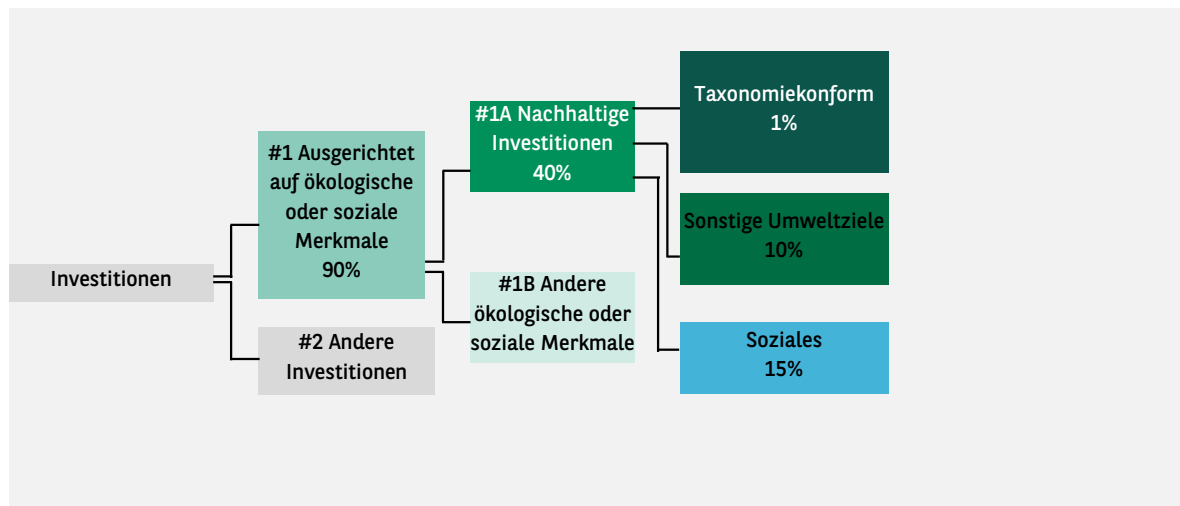 Investitionen
#1 Ausgerichtet
auf ökologische
oder soziale
Merkmale
90%
#2 Andere
Investitionen
#1A Nachhaltige
Investitionen
40%
#1B Andere
ökologische oder
soziale Merkmale
Taxonomiekonform
1%
Sonstige Umweltziele
10%
Soziales
15%